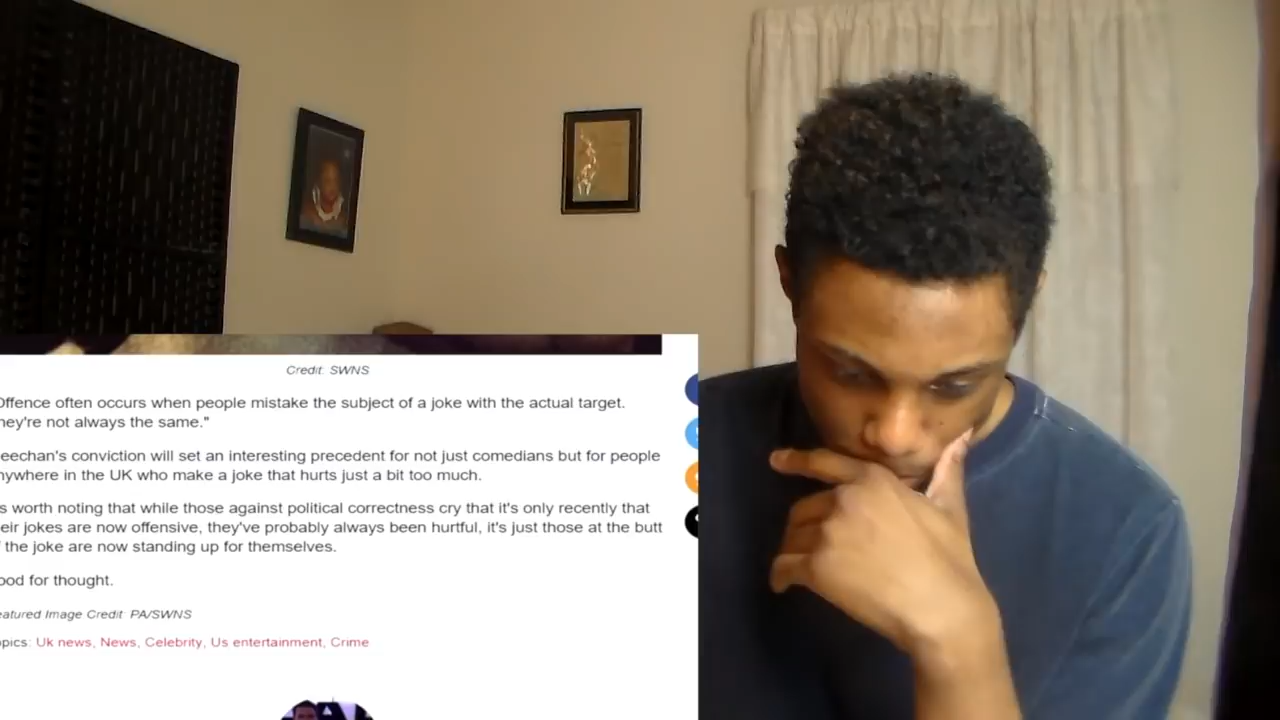 Credit: SWNS
Offence often occurs when people mistake the subject of a joke with the actual target.
hey're not always the same."
eechan's conviction will set an interesting precedent for not just comedians but for people
nywhere in the UK who make a joke that hurts just a bit too much.
s worth noting that while those against political correctness cry that it's only recently that
eir jokes are now offensive, they've probably always been hurtful, it's just those at the butt
f the joke are now standing up for themselves.
ood for thought.
eatured Image Credit: PA/SWNS
opics: Uk news, News, Celebrity, Us entertainment, Crime